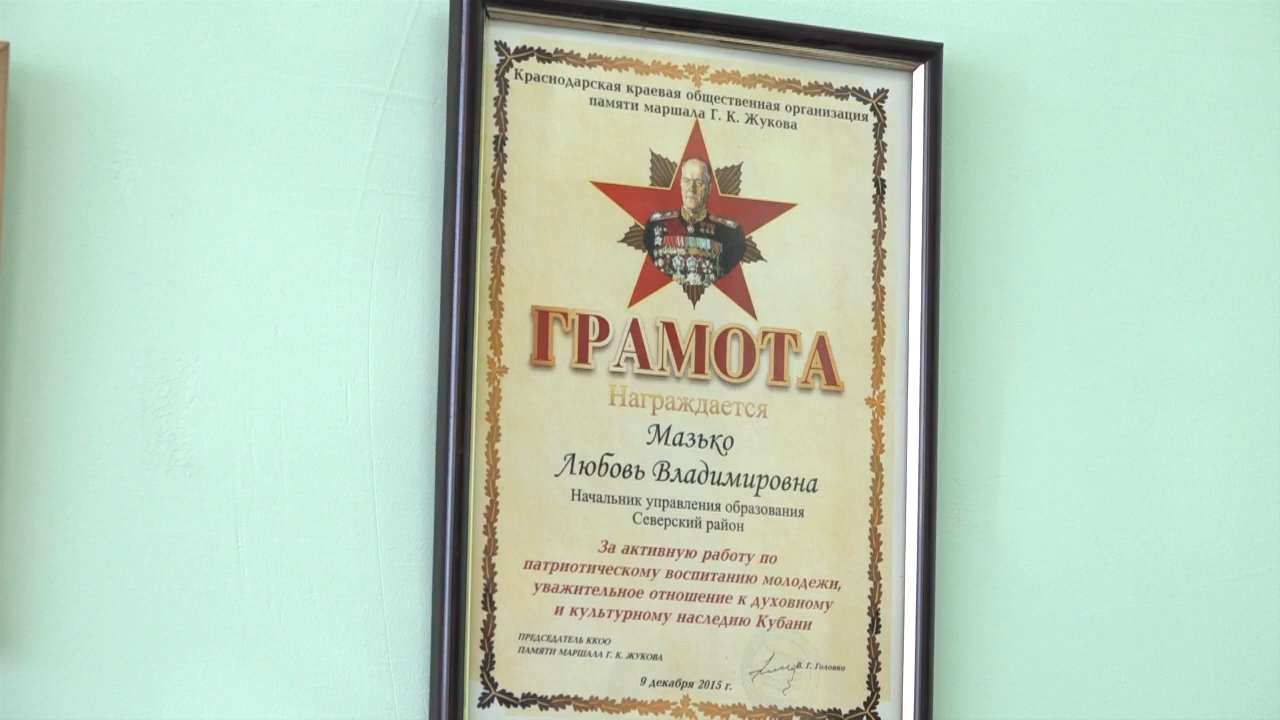 Краснодарская краевая общественная организация
памяти маршала Г. К. Жукова
ГРАМОТА
Награждается
Мазько
Любовь Владимировна
Начальник управления образования
Северский район
За активную работу по
патриотическому воспитанию молодежи,
уважительное отношение к духовному
и культурному наследию Кубани
ПРЕДСЕДАТЕЛЬ ККОО
ПАМЯТИ МАРШАЛА Г. К. ЖУКОВА
В. Г. Головко
9 декабря 2015 г.